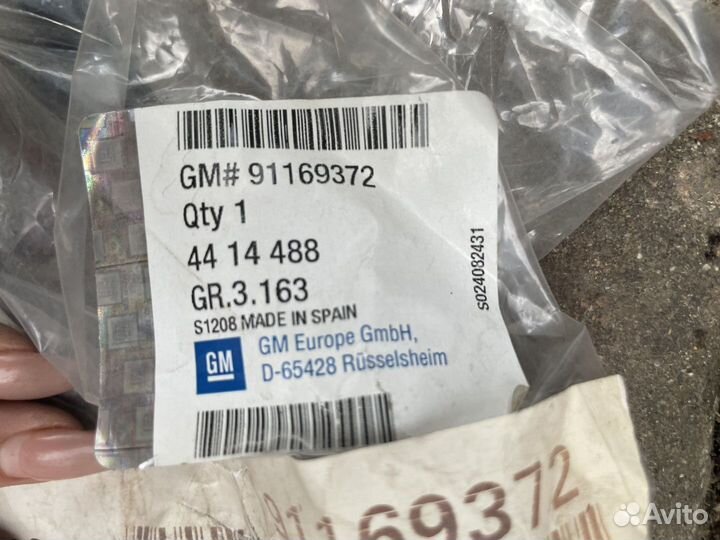 GM# 91169372
Qty 1
44 14 488
GR.3.163
S1208 MADE IN SPAIN
GM
GM Europe GmbH,
D-65428 Rüsselsheim
S024082431
91169372
Avito